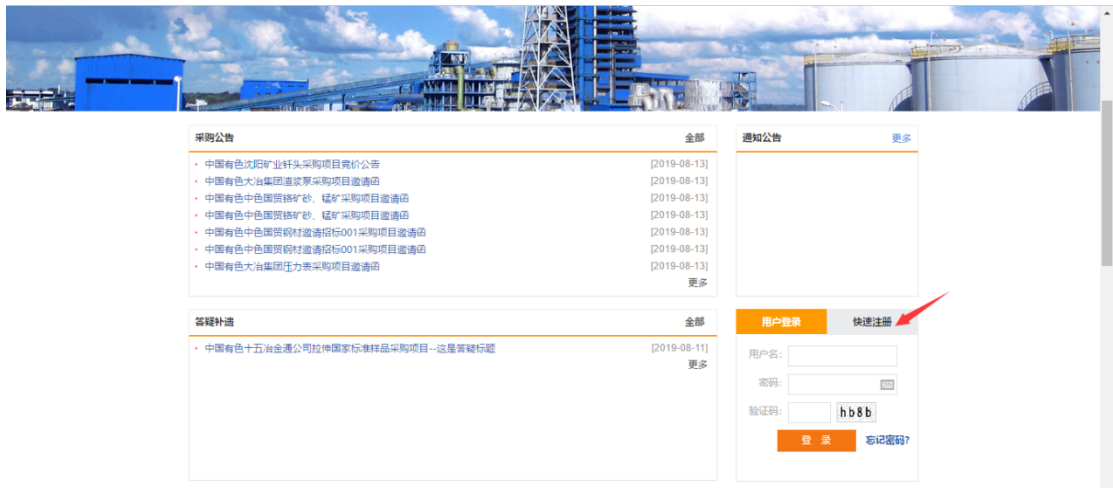 采购公告 全部
中国有色沈阳矿业钎头采购项目竞价公告 [2019-08-13]
中国有色大冶集团渣浆泵采购项目邀请函 [2019-08-13]
中国有色中色国贸铬矿砂、锰矿采购项目邀请函 [2019-08-13]
中国有色中色国贸铬矿砂、锰矿采购项目邀请函 [2019-08-13]
中国有色中色国贸钢材邀请招标001采购项目邀请函 [2019-08-13]
中国有色中色国贸钢材邀请招标001采购项目邀请函 [2019-08-13]
中国有色大冶集团压力表采购项目邀请函 [2019-08-13]
更多
通知公告 更多
答疑补遗 全部
中国有色十五冶金通公司拉伸国家标准样品采购项目--这是答疑标题 [2019-08-11]
更多
用户登录 快速注册
用户名:
密码:
验证码: hb8b
登 录 忘记密码?